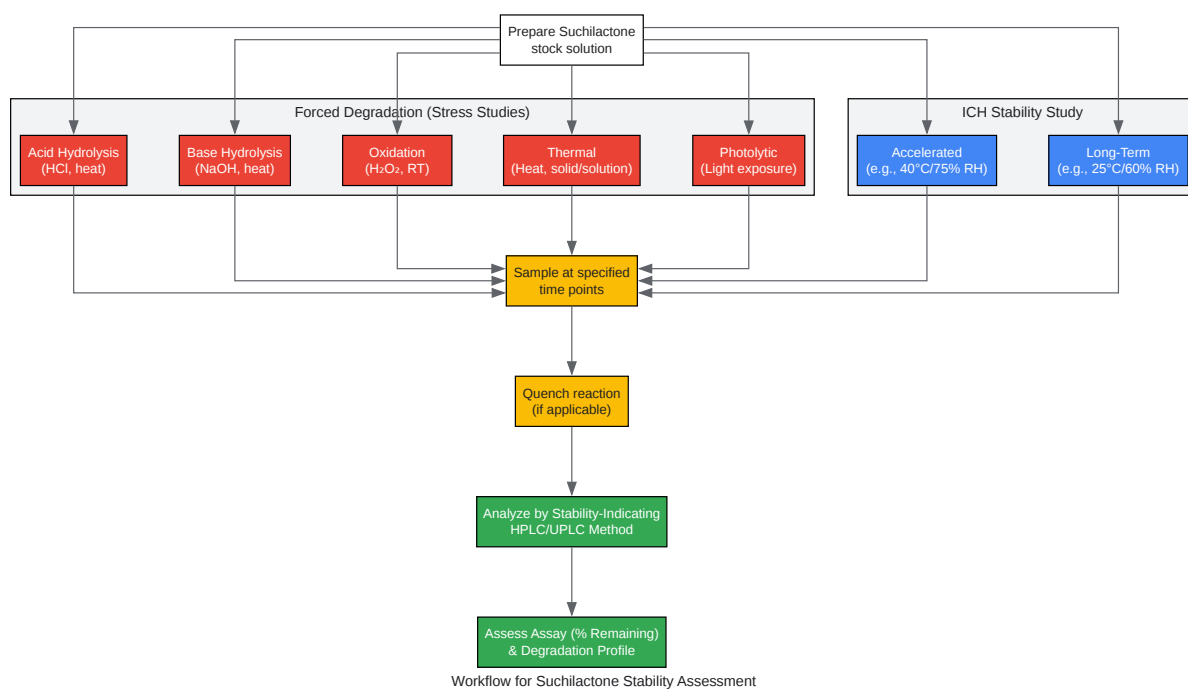 Prepare Suchilactone
stock solution
Forced Degradation (Stress Studies)
ICH Stability Study
Acid Hydrolysis
(HCl, heat)
Base Hydrolysis
(NaOH, heat)
Oxidation
(H₂O₂, RT)
Thermal
(Heat, solid/solution)
Photolytic
(Light exposure)
Accelerated
(e.g., 40°C/75% RH)
Long-Term
(e.g., 25°C/60% RH)
Sample at specified
time points
Quench reaction
(if applicable)
Analyze by Stability-Indicating
HPLC/UPLC Method
Assess Assay (% Remaining)
& Degradation Profile
Workflow for Suchilactone Stability Assessment